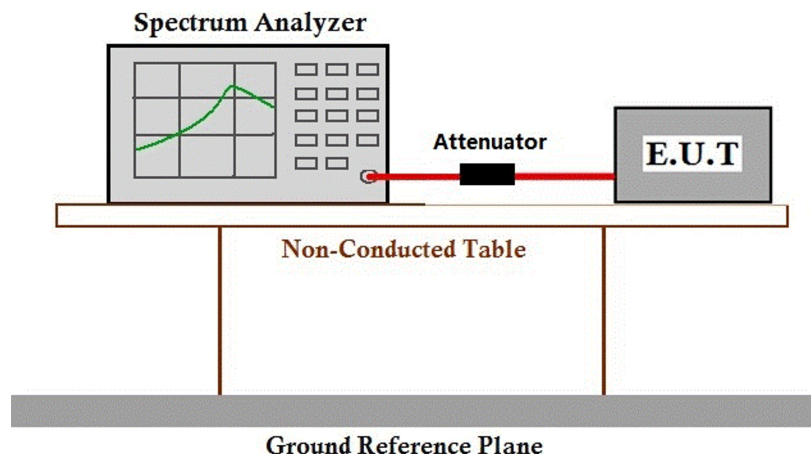 Spectrum Analyzer
Attenuator
E.U.T
Non-Conducted Table
Ground Reference Plane